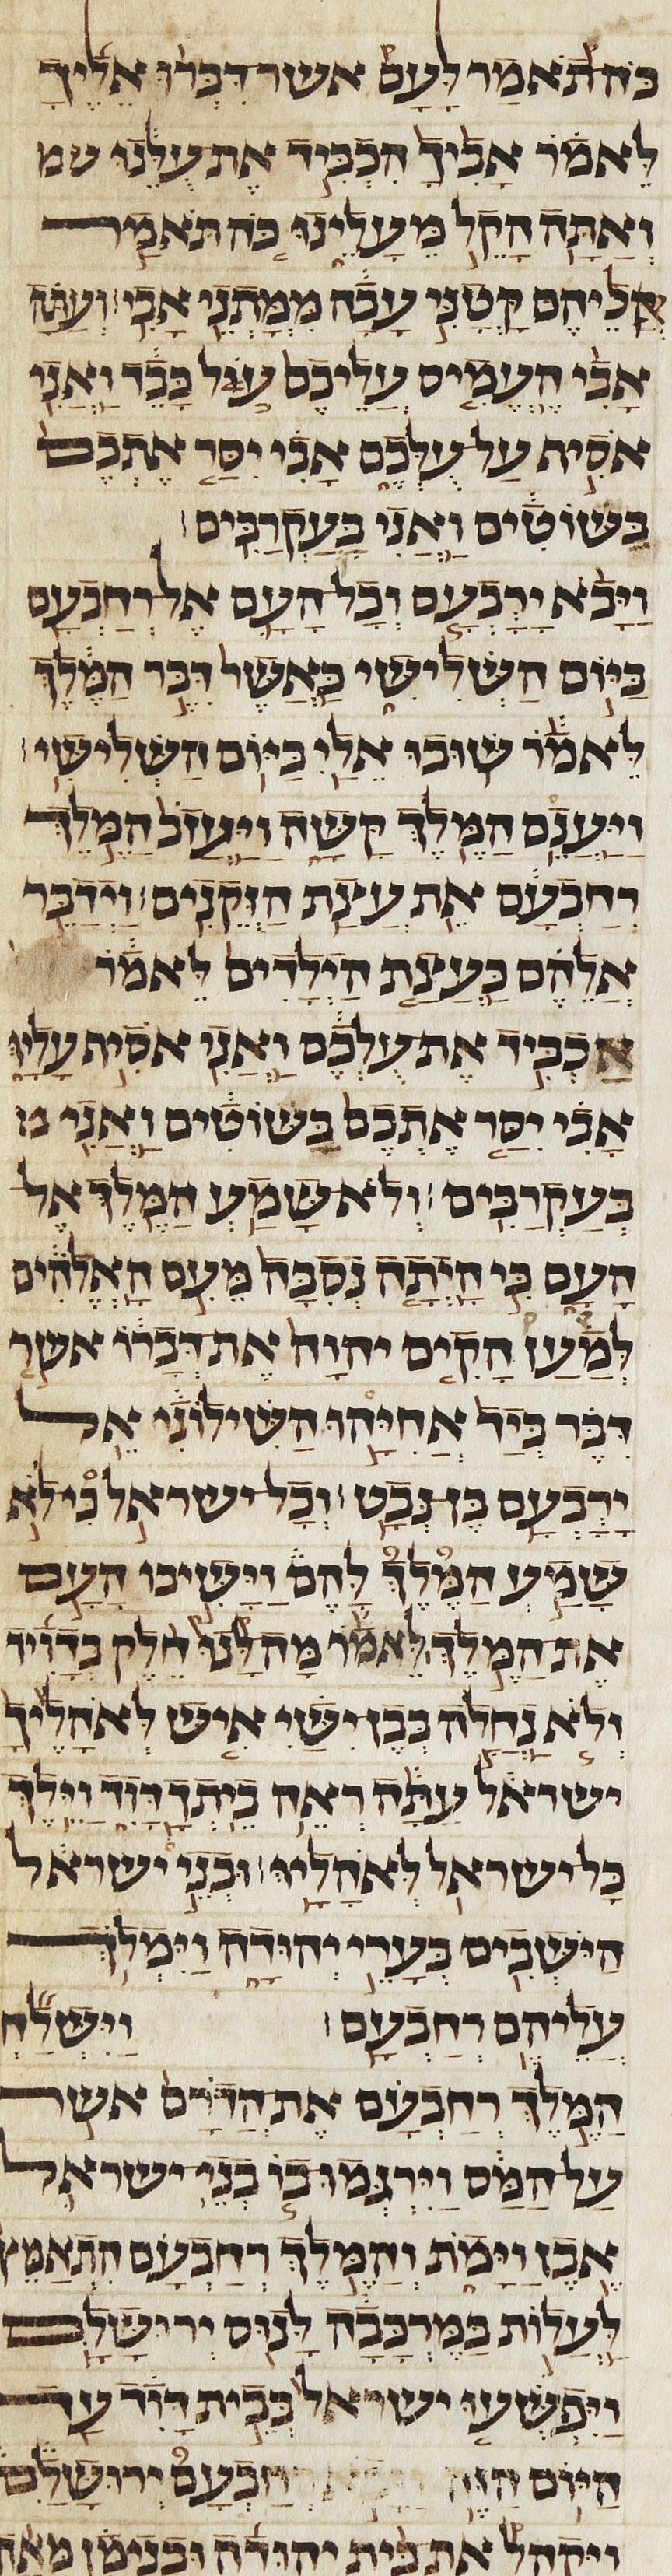 כה תאמר לעם אשר דברו אליך
לאמר אביך הכביד את עלנו
ואתה הקל מעלינו כה תאמר
אליהם קטני עבה ממתני אבי׃ ועתה
אבי העמיס עליכם על כבד ואני
אסיף על עלכם אבי יסר אתכם
בשוטים ואני בעקרבים׃
ויבא ירבעם וכל העם אל רחבעם
ביום השלישי כאשר דבר המלך
לאמר שובו אלי ביום השלישי׃
ויענם המלך קשה ויעזב המלך
רחבעם את עצת הזקנים׃ וידבר
אלהם כעצת הילדים לאמר
אכביד את עלכם ואני אסיף עליו
אבי יסר אתכם בשוטים ואני
בעקרבים׃ ולא שמע המלך אל
העם כי היתה נסבה מעם האלהים
למען הקים יהוה את דברו אשר
דבר ביד אחיהו השילוני אל
ירבעם בן נבט׃ וכל ישראל כי לא
שמע המלך להם וישיבו העם
את המלך לאמר מה לנו חלק בדויד
ולא נחלה בבן ישי איש לאהליך
ישראל עתה ראה ביתך דויד וילך
כל ישראל לאהליו׃ ובני ישראל
הישבים בערי יהודה וימלך
עליהם רחבעם׃ וישלח
המלך רחבעם את הדרם אשר
על המס וירגמו בו בני ישראל
אבן וימת והמלך רחבעם התאמץ
לעלות במרכבה לנוס ירושלם
ויפשעו ישראל בבית דויד עד
היום הזה רחבעם ירושלם
ויקהל את בית יהודה ובנימן מאה